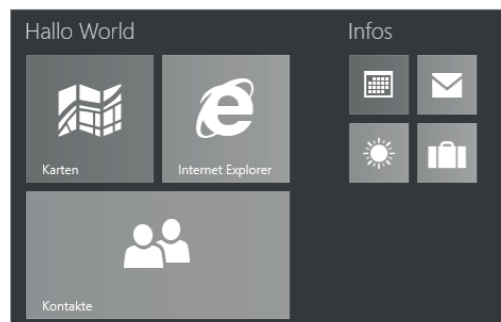 Hallo World
Infos
Karten
Internet Explorer
Kontakte